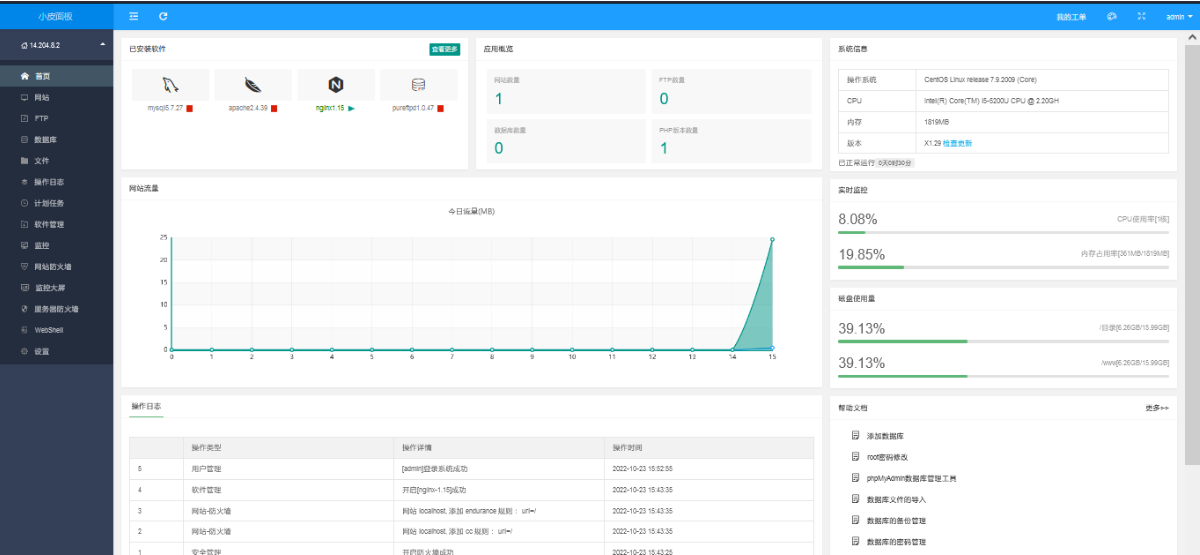 小皮面板
我的工单
admin
14.204.8.2
首页
网站
FTP
数据库
文件
操作日志
计划任务
软件管理
监控
网站防火墙
监控大屏
服务器防火墙
WebShell
设置
已安装软件
查看更多
mysql5.7.27
apache2.4.39
nginx1.15
pureftpd1.0.47
应用概览
网站数量
1
FTP数量
0
数据库数量
0
PHP版本数量
1
网站流量
今日流量(MB)
25
20
15
10
5
0
0 1 2 3 4 5 6 7 8 9 10 11 12 13 14 15
操作日志
操作类型 操作详情 操作时间
5 用户管理 [admin]登录系统成功 2022-10-23 15:52:55
4 软件管理 开启[nginx-1.15]成功 2022-10-23 15:43:35
3 网站-防火墙 网站 localhost, 添加 endurance 规则： url=/ 2022-10-23 15:43:35
2 网站-防火墙 网站 localhost, 添加 cc 规则： url=/ 2022-10-23 15:43:35
1 安全管理 开启防火墙成功 2022-10-23 15:43:25
系统信息
操作系统 CentOS Linux release 7.9.2009 (Core)
CPU Intel(R) Core(TM) i5-5200U CPU @ 2.20GH
内存 1819MB
版本 X1.29 检查更新
已正常运行 0天0时30分
实时监控
8.08% CPU使用率[1核]
19.85% 内存占用率[361MB/1819MB]
磁盘使用量
39.13% /目录[6.26GB/15.99GB]
39.13% /www[6.26GB/15.99GB]
帮助文档 更多>>
添加数据库
root密码修改
phpMyAdmin数据库管理工具
数据库文件的导入
数据库的备份管理
数据库的密码管理